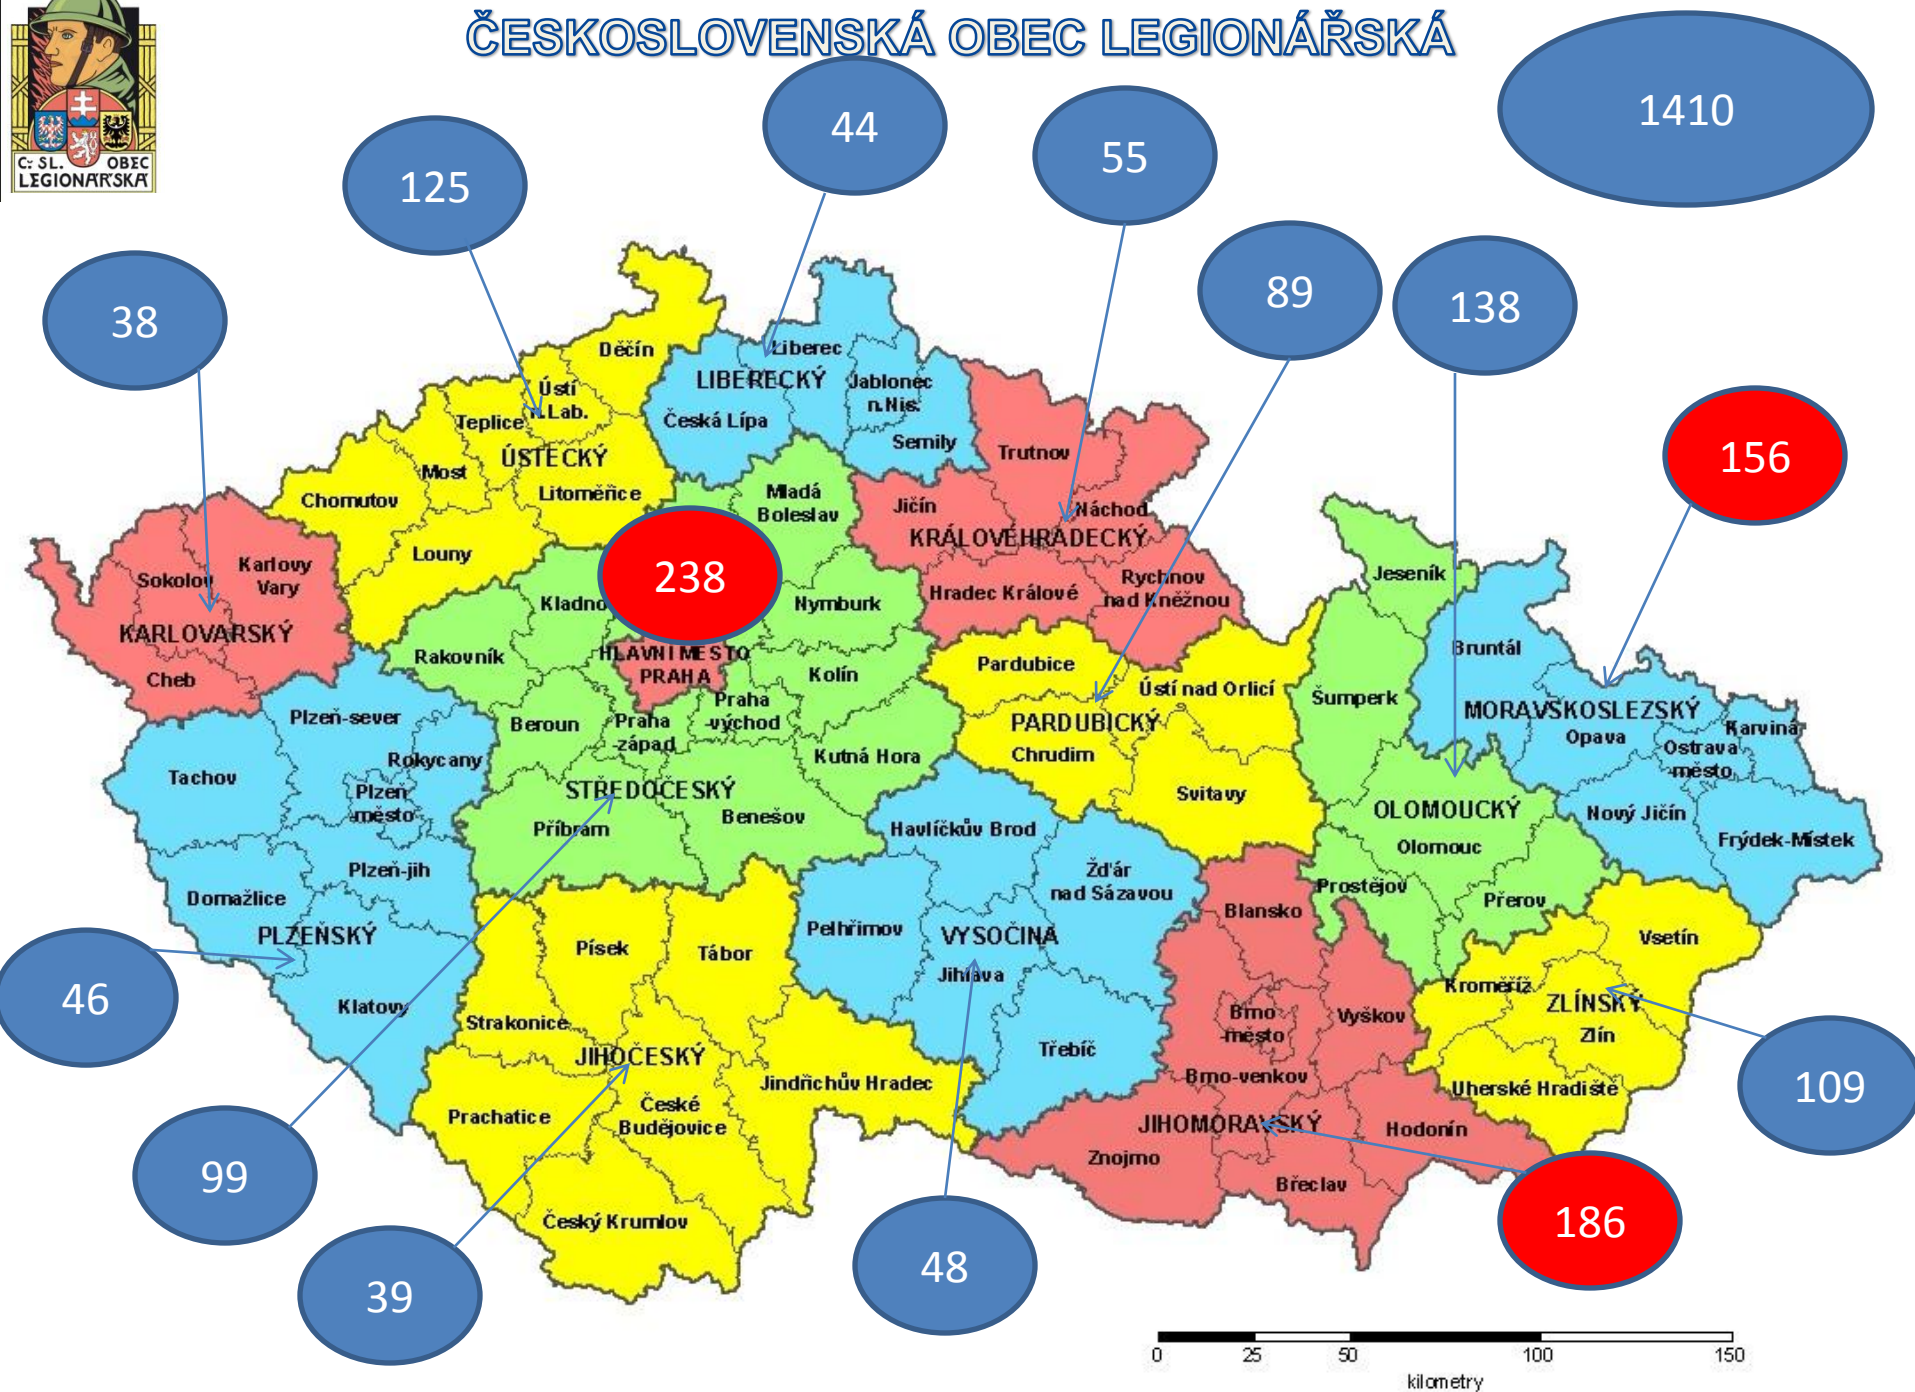 ČESKOSLOVENSKÁ OBEC LEGIONÁŘSKÁ
Č: SL. OBEC
LEGIONÁŘSKÁ
1410
44
55
125
89
138
38
156
238
46
99
39
48
186
109
Děčín
Ústí
n.Lab.
Teplice
ÚSTECKÝ
Most
Litoměřice
Chomutov
Louny
Liberec
LIBERECKÝ
Jablonec
n.Nis.
Česká Lípa
Semily
Trutnov
Jičín
Náchod
KRÁLOVÉHRADECKÝ
Hradec Králové
Rychnov
nad Kněžnou
Sokolov
Karlovy
Vary
KARLOVARSKÝ
Cheb
Mladá
Boleslav
Kladno
Nymburk
Rakovník
HLAVNÍ MĚSTO
PRAHA
Kolín
Beroun
Praha
-západ
Praha
-východ
Kutná Hora
STŘEDOČESKÝ
Příbram
Benešov
Pardubice
Ústí nad Orlicí
PARDUBICKÝ
Chrudim
Svitavy
Jeseník
Šumperk
OLOMOUCKÝ
Olomouc
Prostějov
Přerov
Bruntál
MORAVSKOSLEZSKÝ
Opava
Karviná
Ostrava
-město
Nový Jičín
Frýdek-Místek
Plzeň-sever
Rokycany
Tachov
Plzeň
-město
Plzeň-jih
Domažlice
PLZEŇSKÝ
Klatovy
Písek
Tábor
Strakonice
JIHOČESKÝ
Jindřichův Hradec
Prachatice
České
Budějovice
Český Krumlov
Havlíčkův Brod
Žďár
nad Sázavou
Pelhřimov
VYSOČINA
Jihlava
Třebíč
Blansko
Brno
-město
Vyškov
Brno-venkov
JIHOMORAVSKÝ
Hodonín
Znojmo
Břeclav
Vsetín
Kroměříž
ZLÍNSKÝ
Zlín
Uherské Hradiště
0 25 50 100 150
kilometry